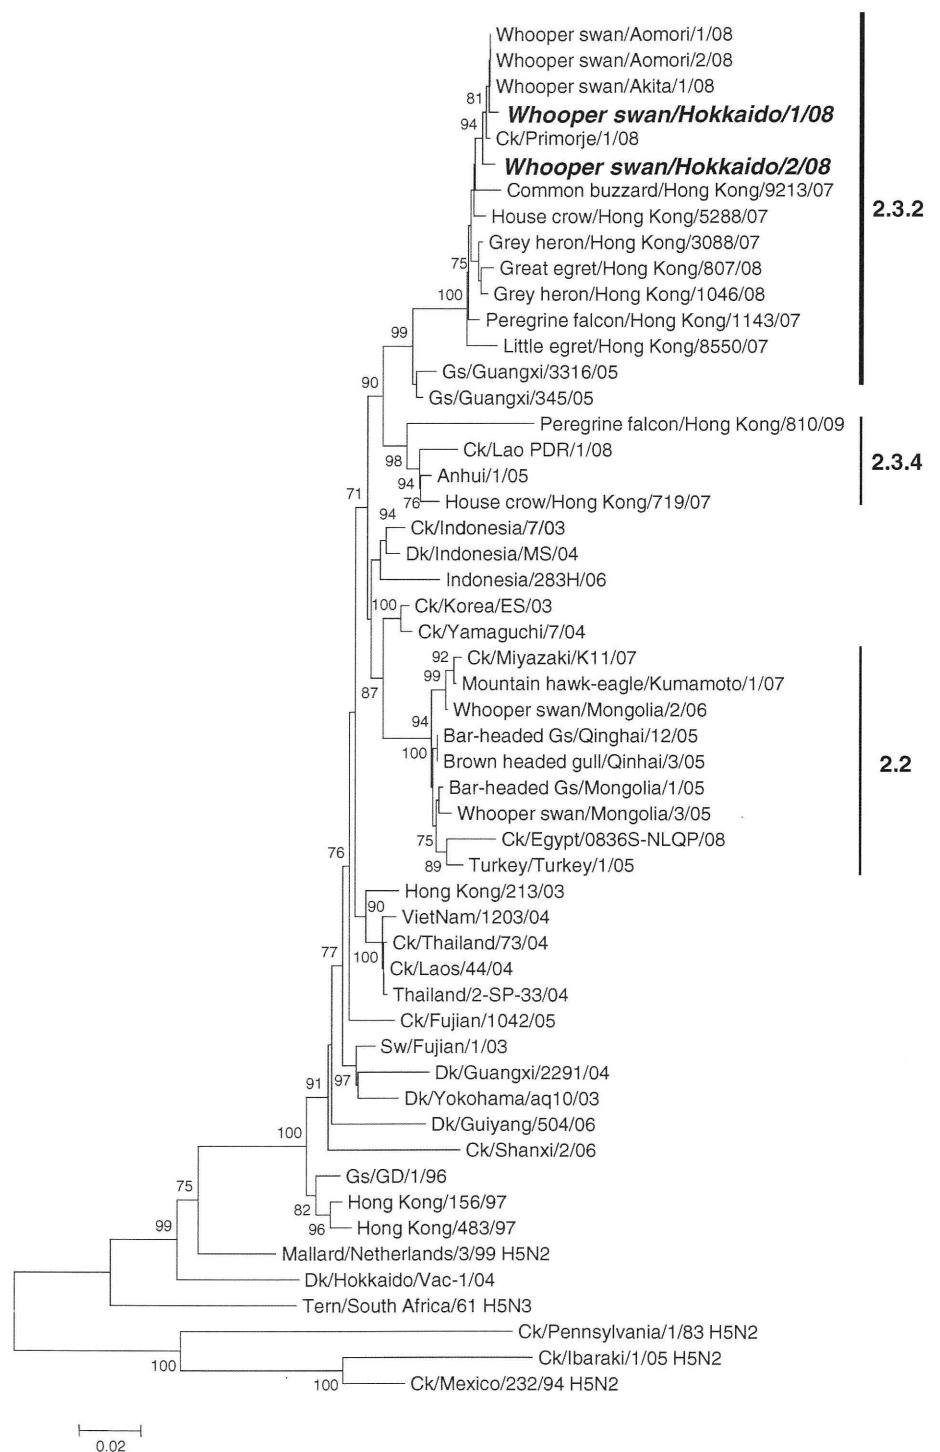 Whooper swan/Aomori/1/08
Whooper swan/Aomori/2/08
Whooper swan/Akita/1/08
81
Whooper swan/Hokkaido/1/08
94
Ck/Primorje/1/08
Whooper swan/Hokkaido/2/08
Common buzzard/Hong Kong/9213/07
2.3.2
House crow/Hong Kong/5288/07
Grey heron/Hong Kong/3088/07
75
Great egret/Hong Kong/807/08
100
Grey heron/Hong Kong/1046/08
Peregrine falcon/Hong Kong/1143/07
99
Little egret/Hong Kong/8550/07
Gs/Guangxi/3316/05
90
Gs/Guangxi/345/05
Peregrine falcon/Hong Kong/810/09
Ck/Lao PDR/1/08
98
2.3.4
Anhui/1/05
94
71
House crow/Hong Kong/719/07
76
94
Ck/Indonesia/7/03
Dk/Indonesia/MS/04
Indonesia/283H/06
100
Ck/Korea/ES/03
Ck/Yamaguchi/7/04
92
Ck/Miyazaki/K11/07
99
Mountain hawk-eagle/Kumamoto/1/07
87
Whooper swan/Mongolia/2/06
94
Bar-headed Gs/Qinghai/12/05
100
Brown headed gull/Qinhai/3/05
2.2
Bar-headed Gs/Mongolia/1/05
Whooper swan/Mongolia/3/05
75
Ck/Egypt/0836S-NLQP/08
76
89
Turkey/Turkey/1/05
Hong Kong/213/03
90
VietNam/1203/04
77
Ck/Thailand/73/04
100
Ck/Laos/44/04
Thailand/2-SP-33/04
Ck/Fujian/1042/05
Sw/Fujian/1/03
91
97
Dk/Guangxi/2291/04
Dk/Yokohama/aq10/03
Dk/Guiyang/504/06
100
Ck/Shanxi/2/06
Gs/GD/1/96
75
Hong Kong/156/97
82
99
96
Hong Kong/483/97
Mallard/Netherlands/3/99 H5N2
Dk/Hokkaido/Vac-1/04
Tern/South Africa/61 H5N3
Ck/Pennsylvania/1/83 H5N2
100
Ck/Ibaraki/1/05 H5N2
100
Ck/Mexico/232/94 H5N2
0.02